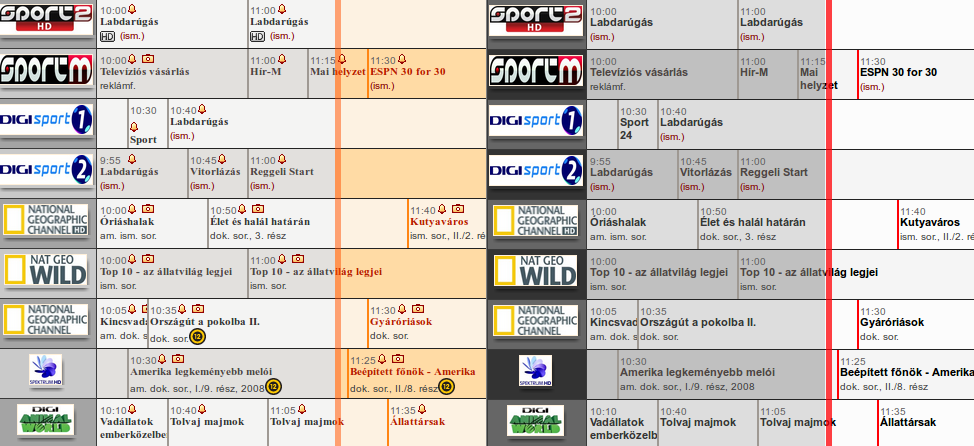 SPORT2
HD
10:00
Labdarúgás
HD (ism.)
11:00
Labdarúgás
HD (ism.)
SPORTM
10:00
Televíziós vásárlás
reklámf.
11:00
Hír-M
11:15
Mai helyzet
11:30
ESPN 30 for 30
(ism.)
DIGI sport 1
10:30
Sport
10:40
Labdarúgás
(ism.)
DIGI sport 2
9:55
Labdarúgás
(ism.)
10:45
Vitorlázás
(ism.)
11:00
Reggeli Start
(ism.)
NATIONAL
GEOGRAPHIC
CHANNEL HD
10:00
Óriáshalak
am. ism. sor.
10:50
Élet és halál határán
dok. sor., 3. rész
11:40
Kutyaváros
ism. sor., II./2. ré
NAT GEO
WILD
10:00
Top 10 - az állatvilág legjei
ism. sor.
11:00
Top 10 - az állatvilág legjei
ism. sor.
NATIONAL
GEOGRAPHIC
CHANNEL
10:05
Kincsvad
am. dok. s
10:35
Országút a pokolba II.
dok. sor. 12
11:30
Gyáróriások
dok. sor.
SPEKTRUM HD
10:30
Amerika legkeményebb melói
am. dok. sor., I./9. rész, 2008 12
11:25
Beépített főnök - Amerika
dok. sor., II./8. rész 12
DIGI
ANIMAL
WORLD
10:10
Vadállatok
emberközelbe
10:40
Tolvaj majmok
11:05
Tolvaj majmok
11:35
Állattársak
SPORT2
HD
10:00
Labdarúgás
(ism.)
11:00
Labdarúgás
(ism.)
SPORTM
10:00
Televíziós vásárlás
reklámf.
11:00
Hír-M
11:15
Mai
helyzet
11:30
ESPN 30 for 30
(ism.)
DIGI sport 1
10:30
Sport
24
10:40
Labdarúgás
(ism.)
DIGI sport 2
9:55
Labdarúgás
(ism.)
10:45
Vitorlázás
(ism.)
11:00
Reggeli Start
(ism.)
NATIONAL
GEOGRAPHIC
CHANNEL HD
10:00
Óriáshalak
am. ism. sor.
10:50
Élet és halál határán
dok. sor., 3. rész
11:40
Kutyaváros
ism. sor., II./2. ré
NAT GEO
WILD
10:00
Top 10 - az állatvilág legjei
ism. sor.
11:00
Top 10 - az állatvilág legjei
ism. sor.
NATIONAL
GEOGRAPHIC
CHANNEL
10:05
Kincsvad
am. dok. s
10:35
Országút a pokolba II.
dok. sor.
11:30
Gyáróriások
dok. sor.
SPEKTRUM HD
10:30
Amerika legkeményebb melói
am. dok. sor., I./9. rész, 2008
11:25
Beépített főnök - Amerika
dok. sor., II./8. rész
DIGI
ANIMAL
WORLD
10:10
Vadállatok
emberközelb
10:40
Tolvaj majmok
11:05
Tolvaj majmok
11:35
Állattársak